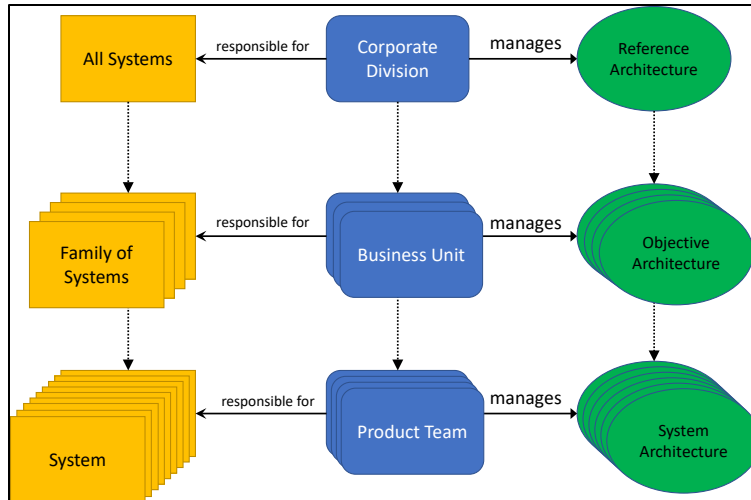 All Systems
responsible for
Corporate
Division
manages
Reference
Architecture
Family of
Systems
responsible for
Business Unit
manages
Objective
Architecture
System
responsible for
Product Team
manages
System
Architecture